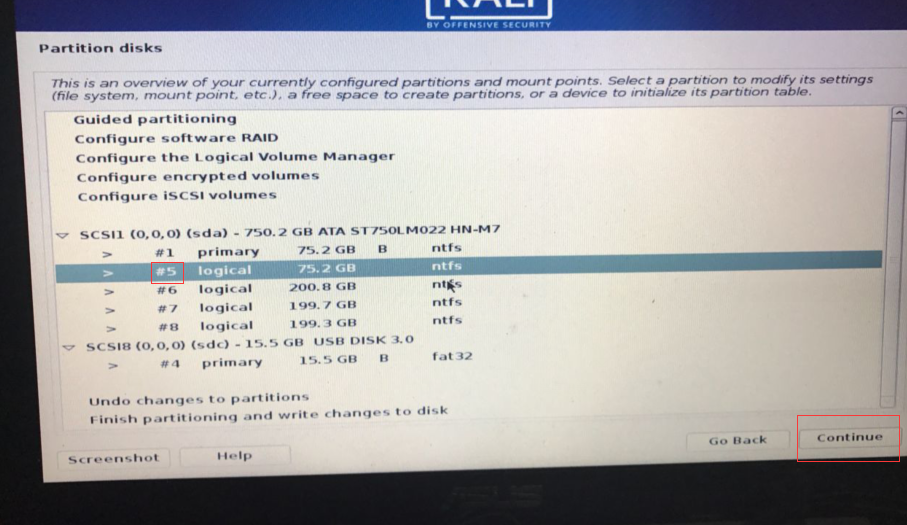 KALI
BY OFFENSIVE SECURITY
Partition disks
This is an overview of your currently configured partitions and mount points. Select a partition to modify its settings
(file system, mount point, etc.), a free space to create partitions, or a device to initialize its partition table.
Guided partitioning
Configure software RAID
Configure the Logical Volume Manager
Configure encrypted volumes
Configure iSCSI volumes
SCSI1 (0,0,0) (sda) - 750.2 GB ATA ST750LM022 HN-M7
> #1 primary 75.2 GB B ntfs
> #5 logical 75.2 GB ntfs
> #6 logical 200.8 GB ntfs
> #7 logical 199.7 GB ntfs
> #8 logical 199.3 GB ntfs
SCSI8 (0,0,0) (sdc) - 15.5 GB USB DISK 3.0
> #4 primary 15.5 GB B fat32
Undo changes to partitions
Finish partitioning and write changes to disk
Screenshot Help Go Back Continue